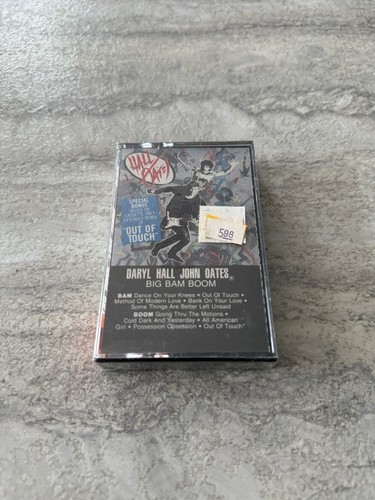 HALL
OATES
SPECIAL
BONUS
"OUT OF
TOUCH"
598
DARYL HALL JOHN OATES
BIG BAM BOOM
BAM Dance On Your Knees • Out Of Touch •
Method Of Modern Love • Bank On Your Love •
Some Things Are Better Left Unsaid
BOOM Going Thru The Motions •
Cold Dark And Yesterday • All American
Girl • Possession Obsession • Out Of Touch*